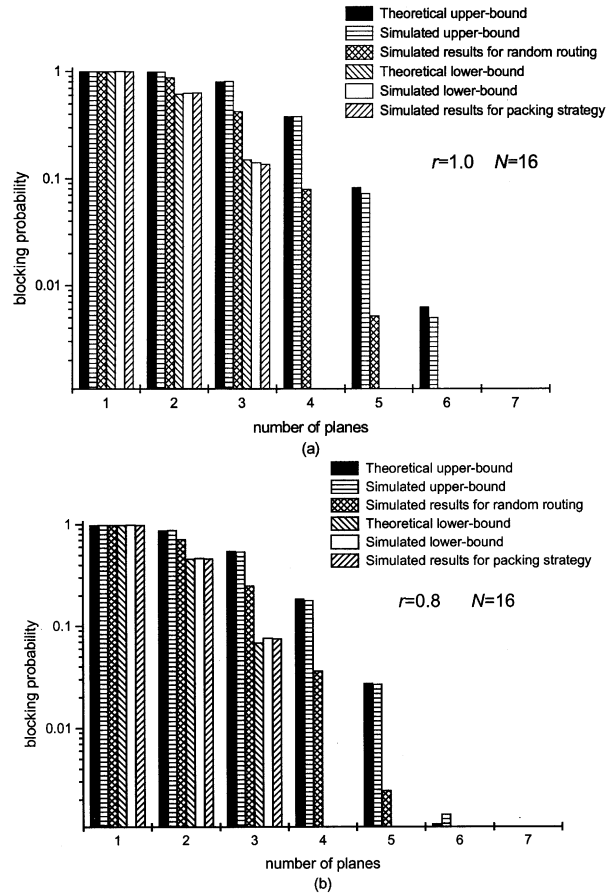 Theoretical upper-bound
Simulated upper-bound
Simulated results for random routing
Theoretical lower-bound
Simulated lower-bound
Simulated results for packing strategy
r=1.0 N=16
blocking probability
1
0.1
0.01
1 2 3 4 5 6 7
number of planes
(a)
Theoretical upper-bound
Simulated upper-bound
Simulated results for random routing
Theoretical lower-bound
Simulated lower-bound
Simulated results for packing strategy
r=0.8 N=16
blocking probability
1
0.1
0.01
1 2 3 4 5 6 7
number of planes
(b)